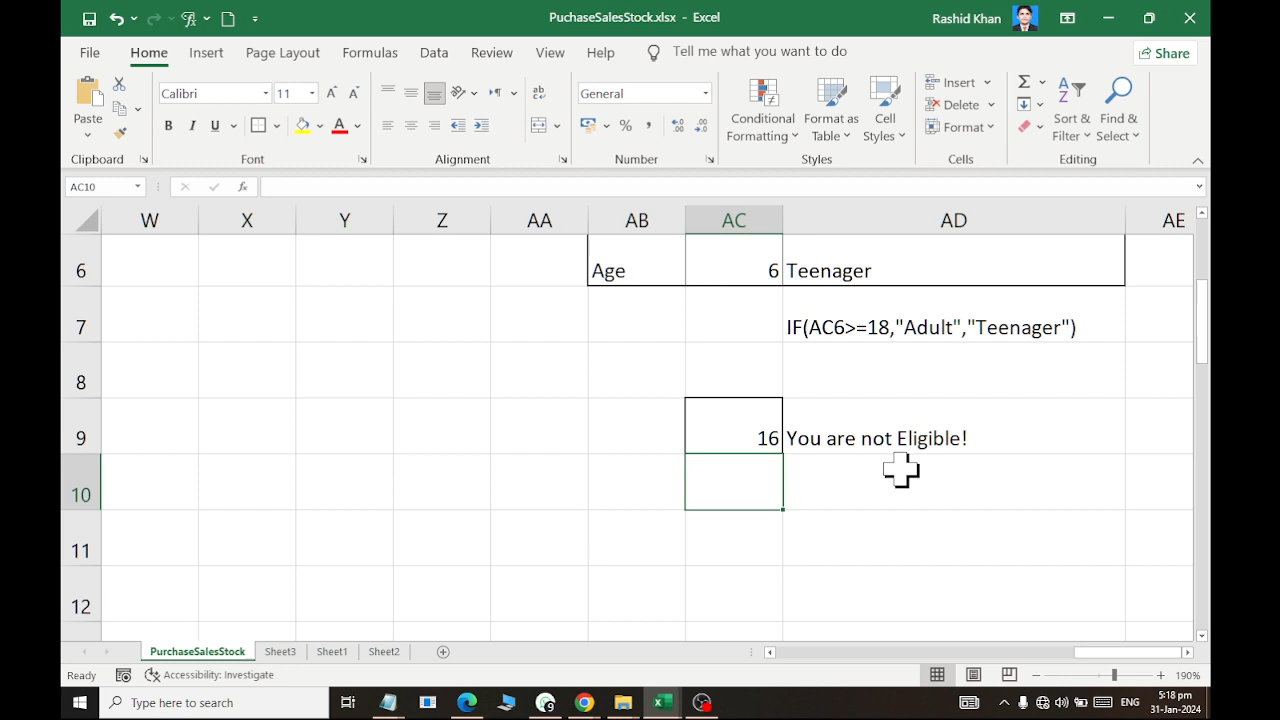 PuchaseSalesStock.xlsx - Excel
Rashid Khan
File Home Insert Page Layout Formulas Data Review View Help Tell me what you want to do Share
Paste
Clipboard
Calibri 11
B I U A
Font
ab
Alignment
General
% ,
Number
Conditional Formatting
Format as Table
Cell Styles
Styles
Insert
Delete
Format
Cells
Sort & Filter
Find & Select
Editing
AC10 fx
W X Y Z AA AB AC AD AE
6 Age 6 Teenager
7 IF(AC6>=18,"Adult","Teenager")
8
9 16 You are not Eligible!
10
11
12
PurchaseSalesStock Sheet3 Sheet1 Sheet2
Ready Accessibility: Investigate 190%
Type here to search
ENG
5:18 pm
31-Jan-2024